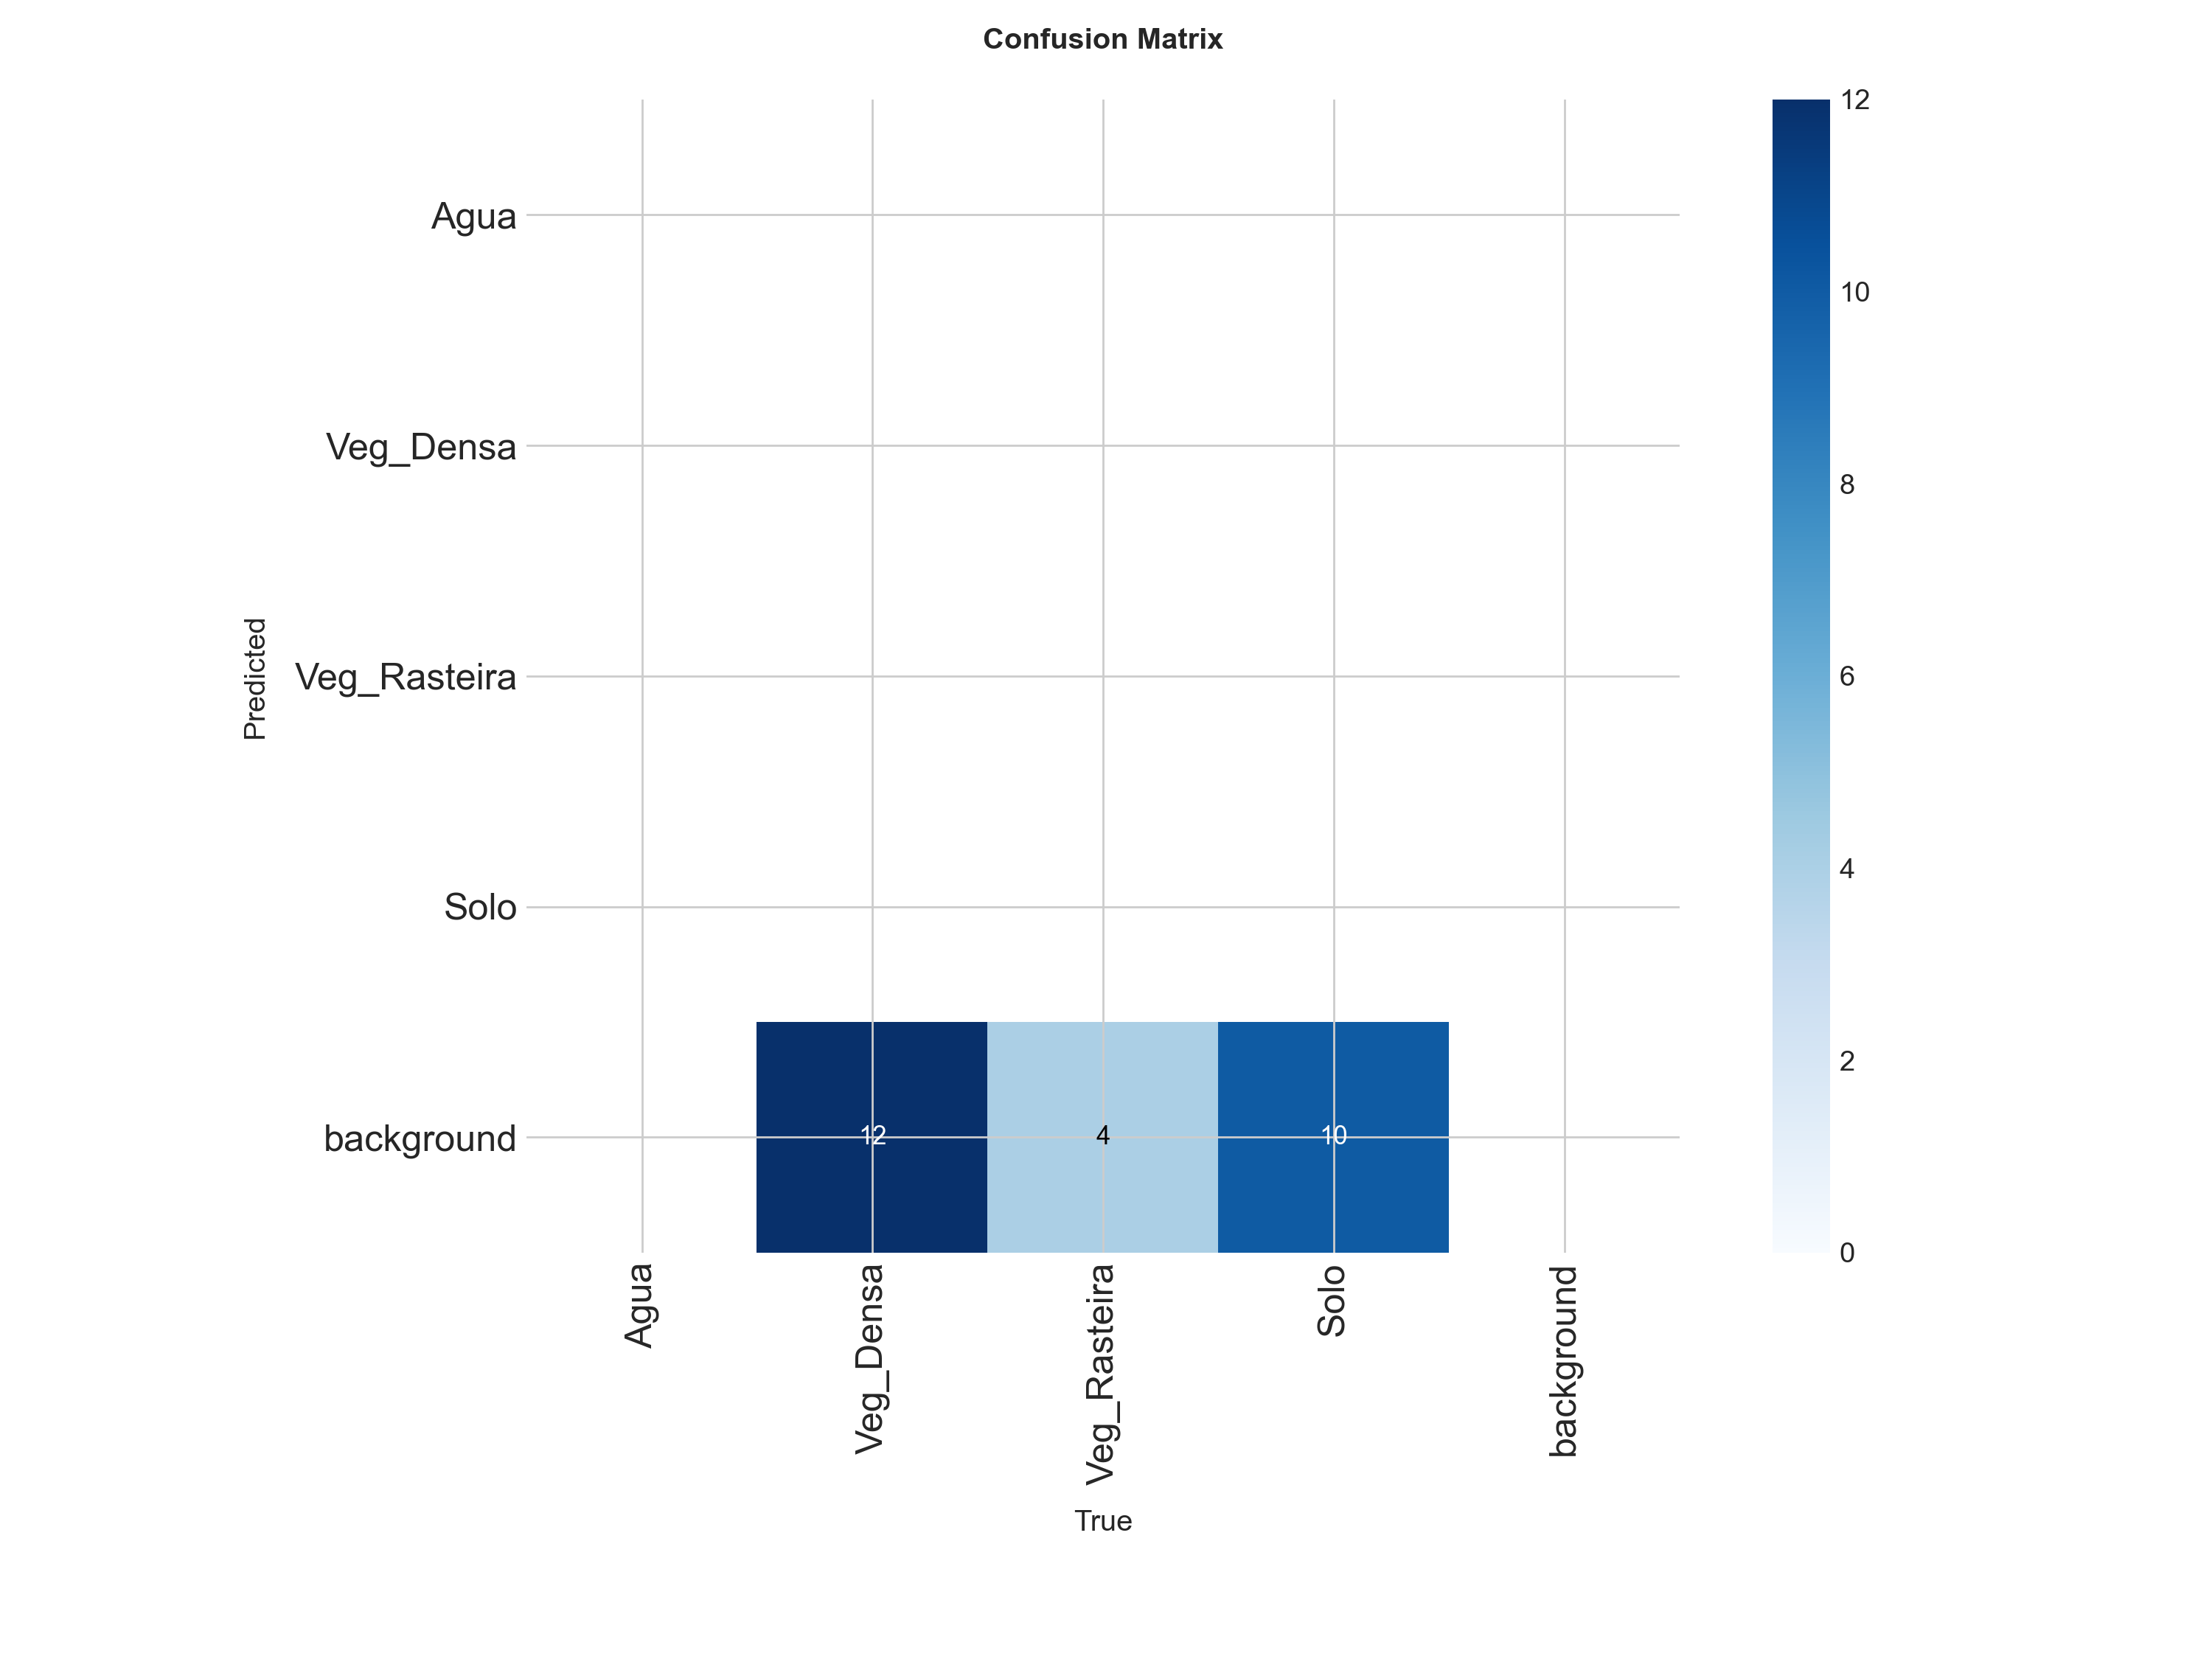 Confusion Matrix
Predicted
Agua
Veg_Densa
Veg_Rasteira
Solo
background
12
4
10
Agua
Veg_Densa
Veg_Rasteira
Solo
background
True
12
10
8
6
4
2
0